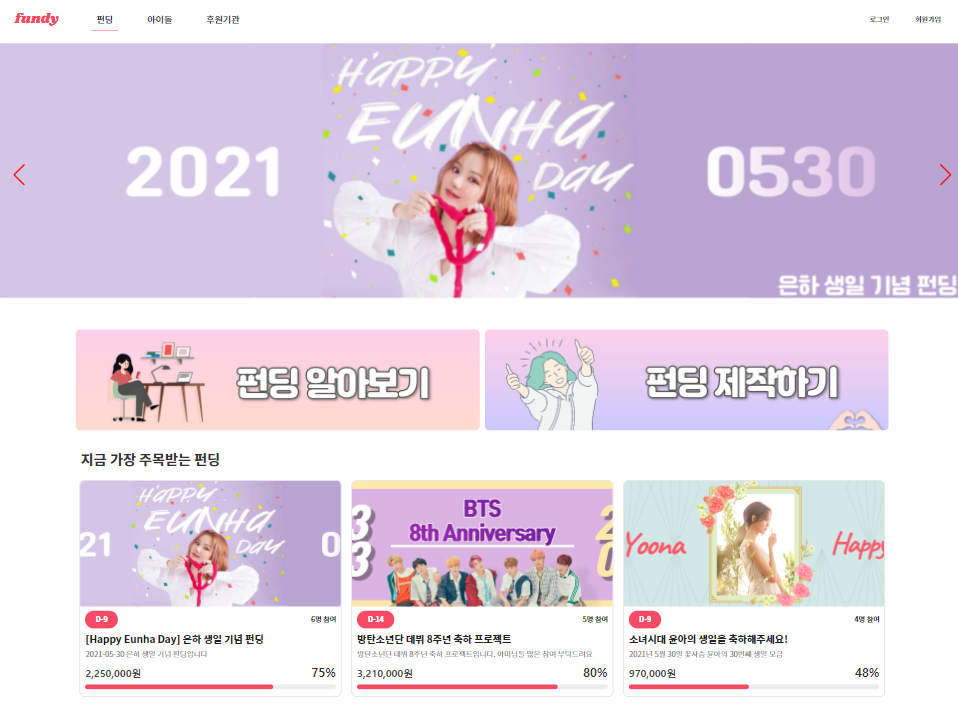 fundy 펀딩 아이돌 후원기관 로그인 회원가입
HAPPY
EUNHA
DAY
2021 0530
은하 생일 기념 펀딩
펀딩 알아보기 펀딩 제작하기
지금 가장 주목받는 펀딩
HAPPY
EUNHA
DAY
21 0
D-9 6명 참여
[Happy Eunha Day] 은하 생일 기념 펀딩
2021-05-30 은하 생일 기념 펀딩입니다
2,250,000원 75%
BTS
8th Anniversary
D-14 5명 참여
방탄소년단 데뷔 8주년 축하 프로젝트
방탄소년단 데뷔 8주년 축하 프로젝트입니다. 아미님들 많은 참여 부탁드려요
3,210,000원 80%
Yoona Happy
D-9 4명 참여
소녀시대 윤아의 생일을 축하해주세요!
2021년 5월 30일 꽃사슴 윤아의 30번째 생일 모금
970,000원 48%